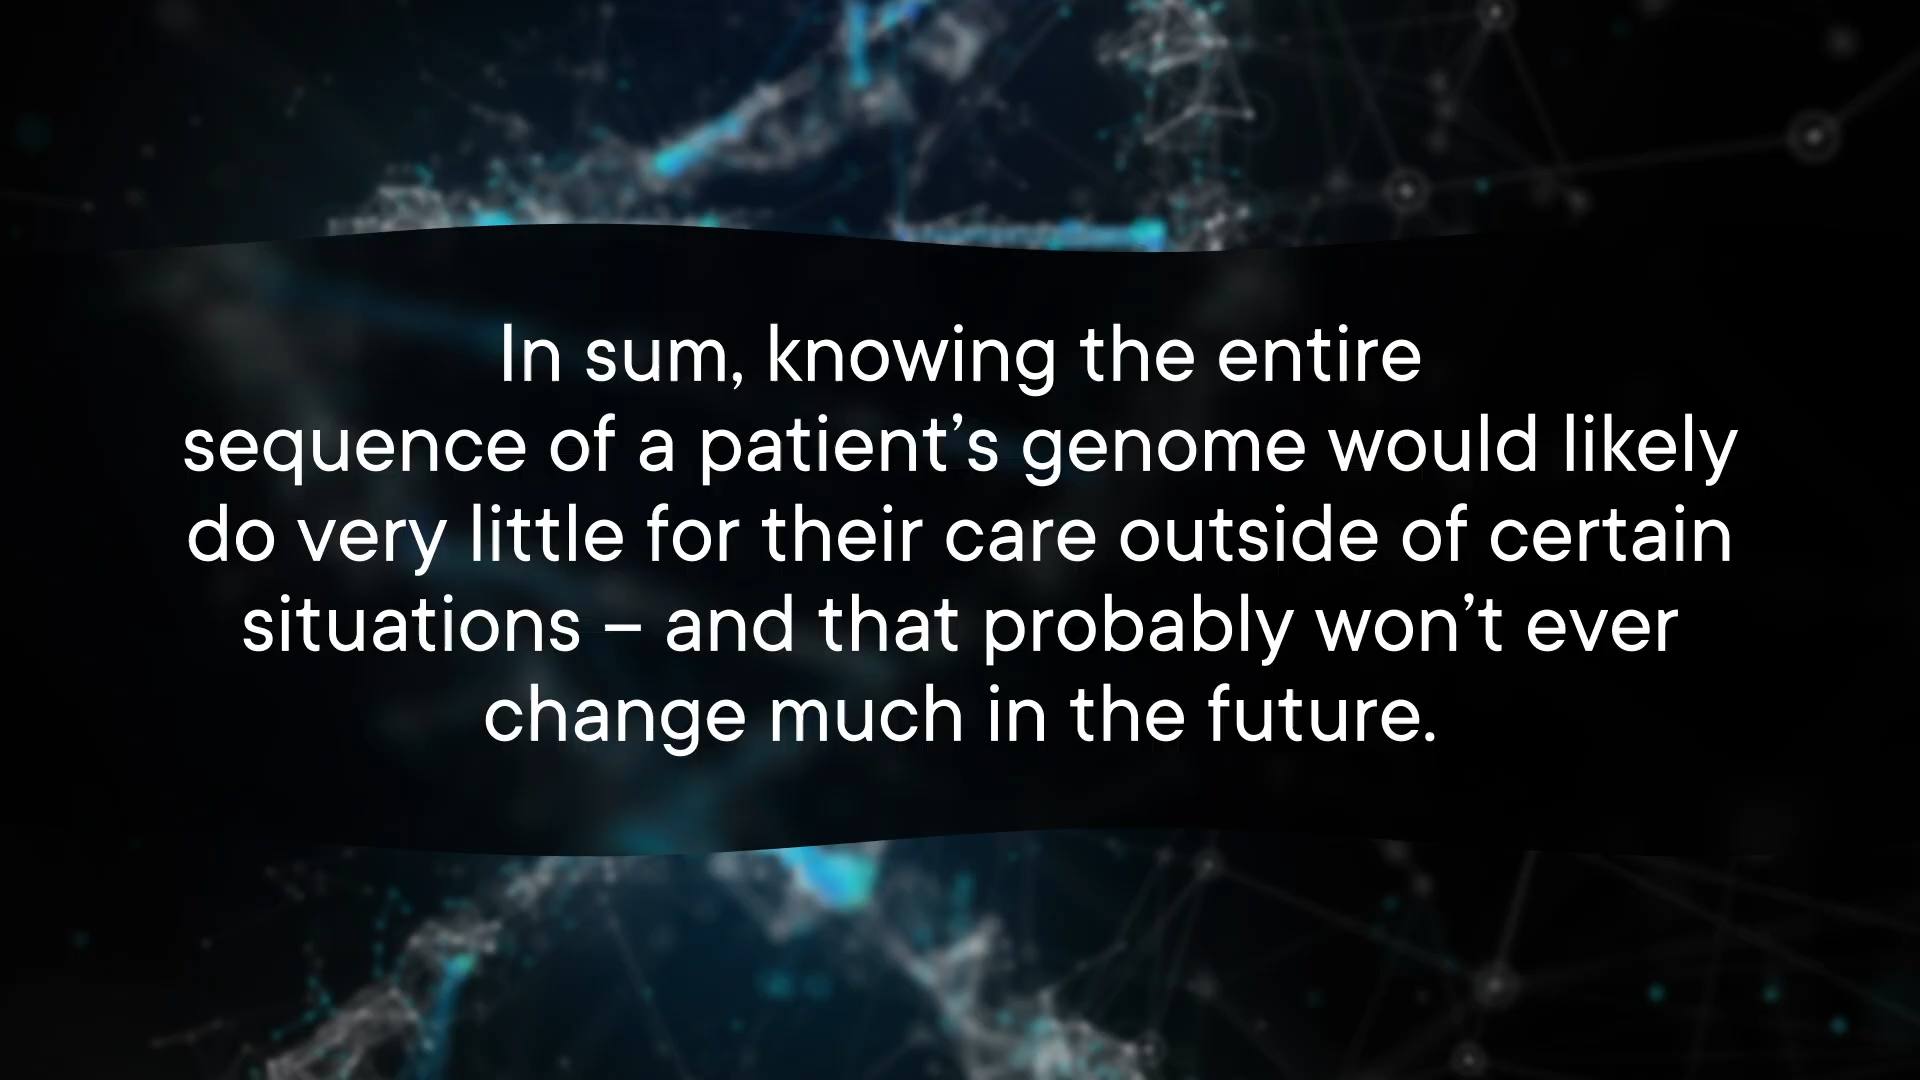 In sum, knowing the entire
sequence of a patient’s genome would likely
do very little for their care outside of certain
situations – and that probably won’t ever
change much in the future.